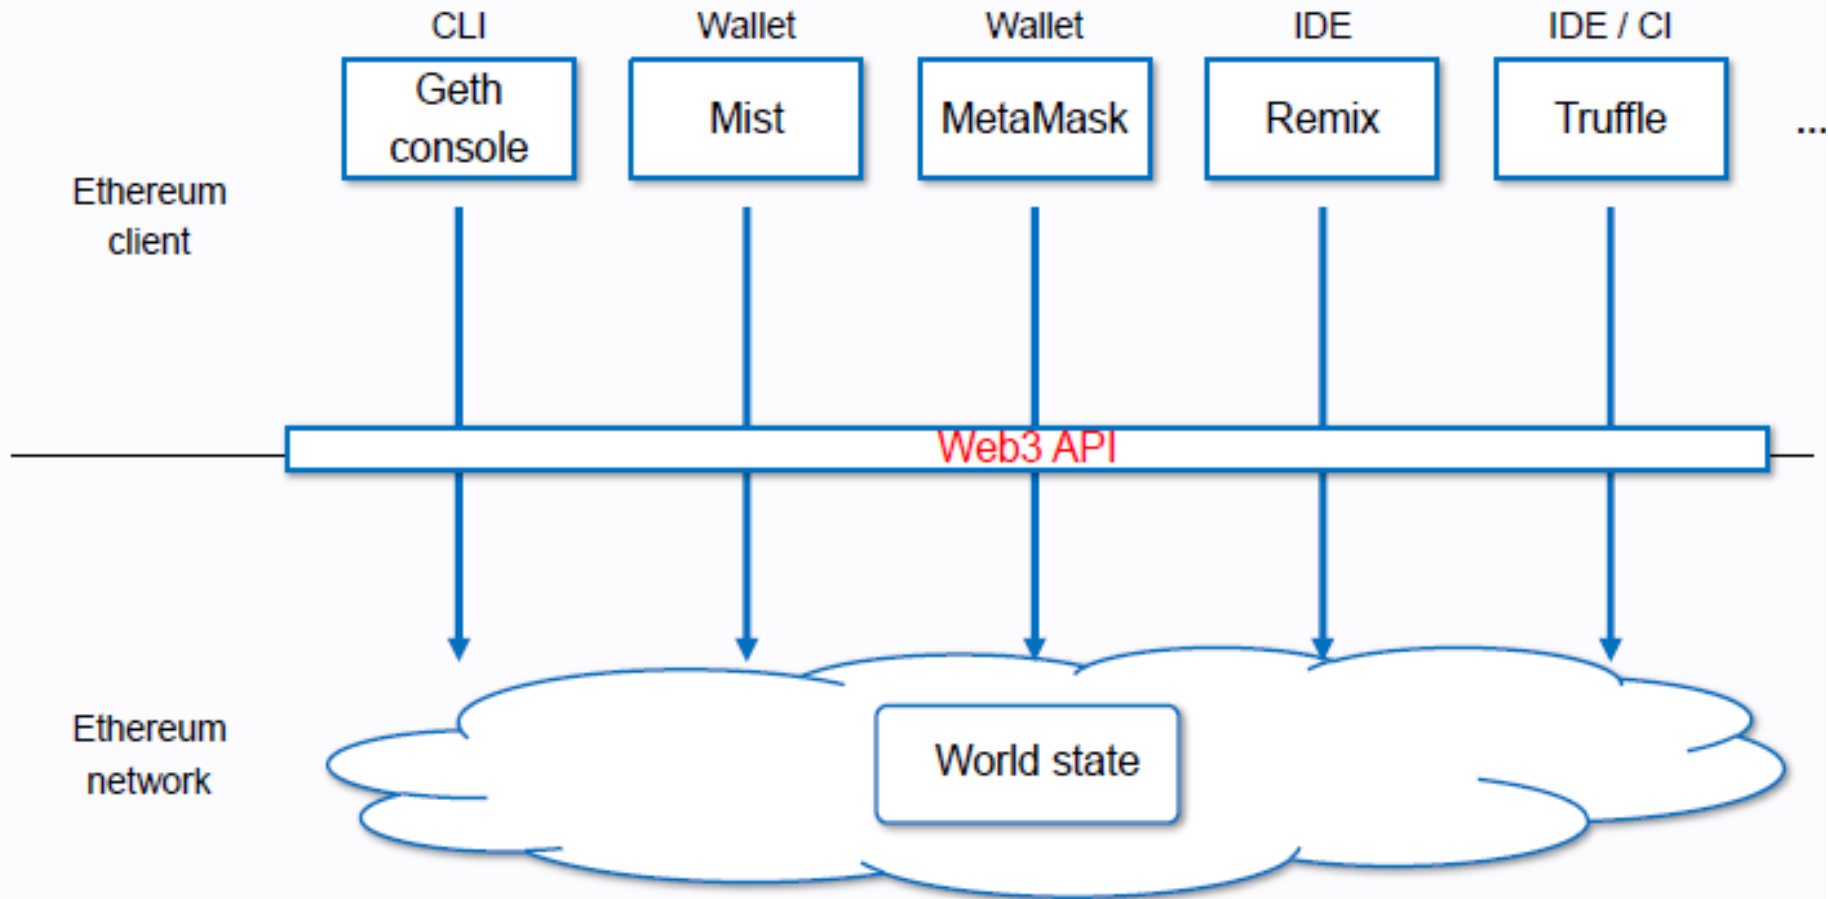 CLI
Wallet
Wallet
IDE
IDE / CI
Geth
console
Mist
MetaMask
Remix
Truffle
...
Ethereum
client
Web3 API
Ethereum
network
World state